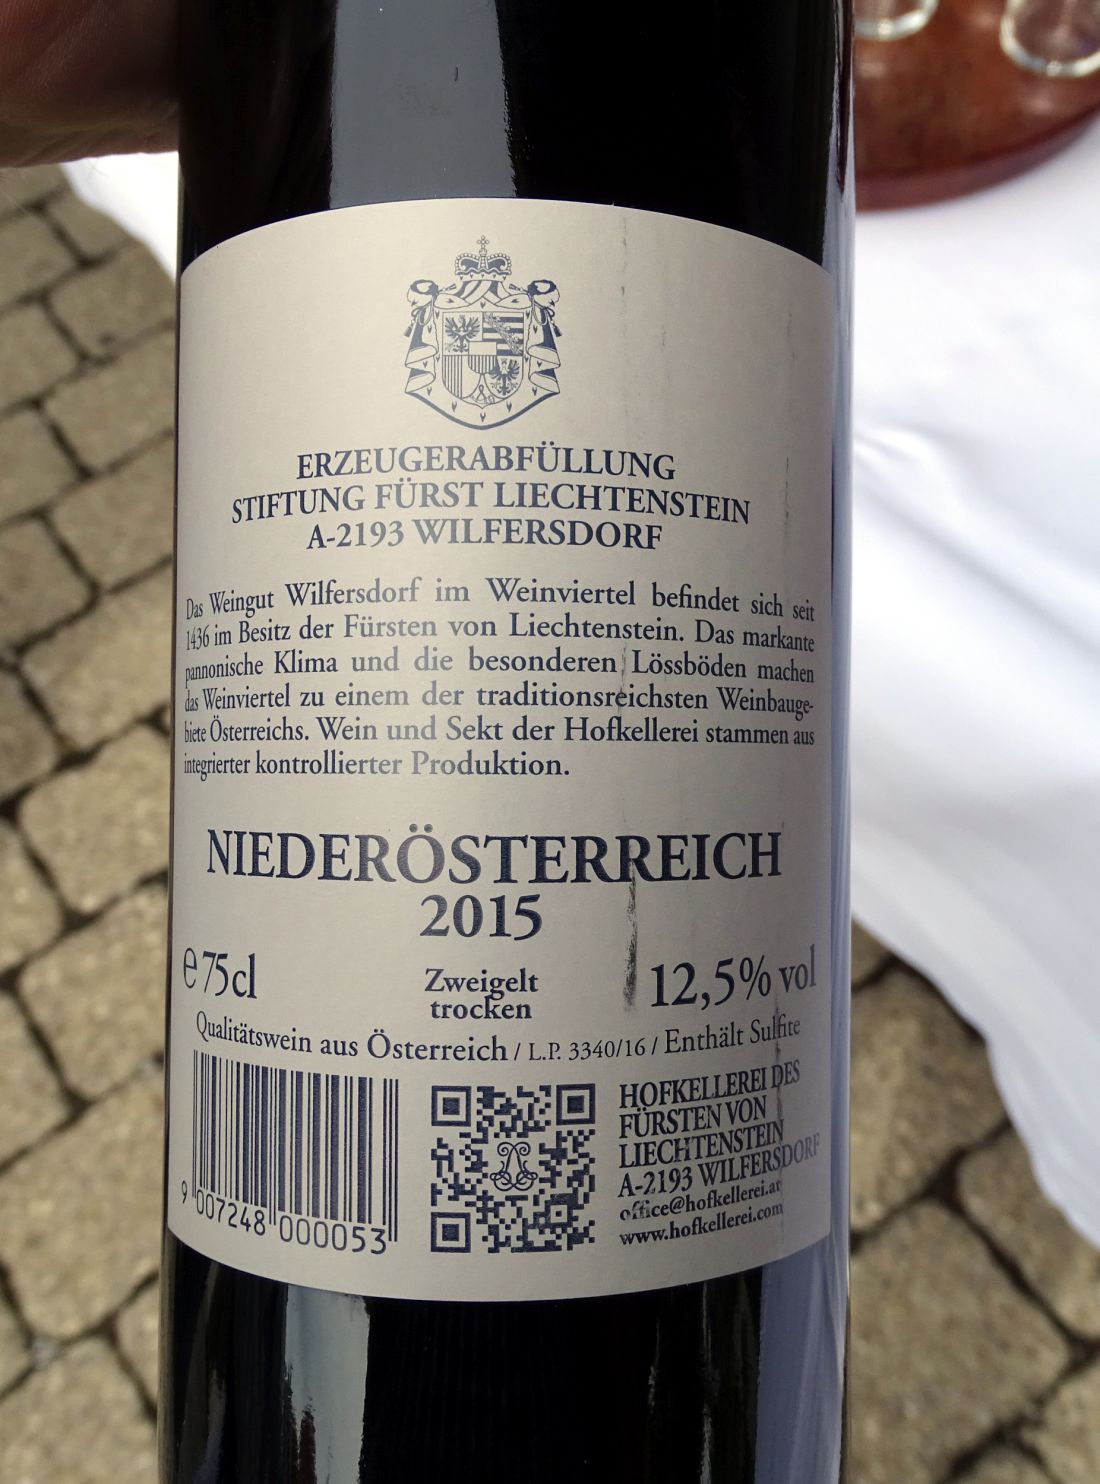 ERZEUGERABFÜLLUNG
STIFTUNG FÜRST LIECHTENSTEIN
A-2193 WILFERSDORF
Das Weingut Wilfersdorf im Weinviertel befindet sich seit
1436 im Besitz der Fürsten von Liechtenstein. Das markante
pannonische Klima und die besonderen Lössböden machen
das Weinviertel zu einem der traditionsreichsten Weinbauge-
biete Österreichs. Wein und Sekt der Hofkellerei stammen aus
integrierter kontrollierter Produktion.
NIEDERÖSTERREICH
2015
e 75cl
Zweigelt
trocken
12,5% vol
Qualitätswein aus Österreich / L.P. 3340/16 / Enthält Sulfite
9 007248 000053
HOFKELLEREI DES
FÜRSTEN VON
LIECHTENSTEIN
A-2193 WILFERSDORF
office@hofkellerei.at
www.hofkellerei.com